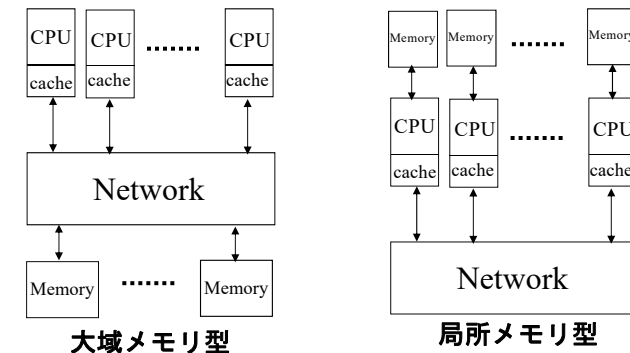 CPU CPU ....... CPU
cache cache cache
Network
Memory ....... Memory
大域メモリ型
Memory Memory ....... Memory
CPU CPU ....... CPU
cache cache cache
Network
局所メモリ型